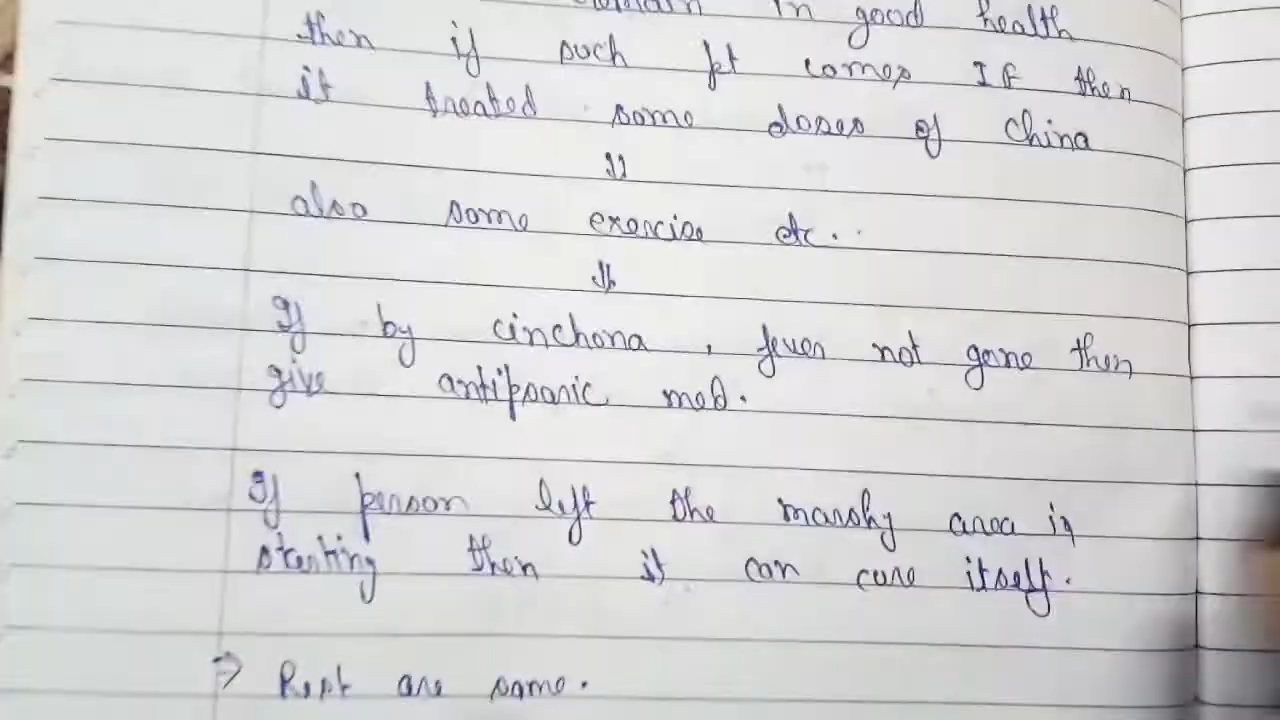 in good health
then if such pt comes IF then
it treated some doses of china
⇓
also some exercise etc..
⇓
If by cinchona, fever not gone then
give antipsoric med.
If person left the marshy area in
starting then it can cure itself.
⇒ Rest are same.